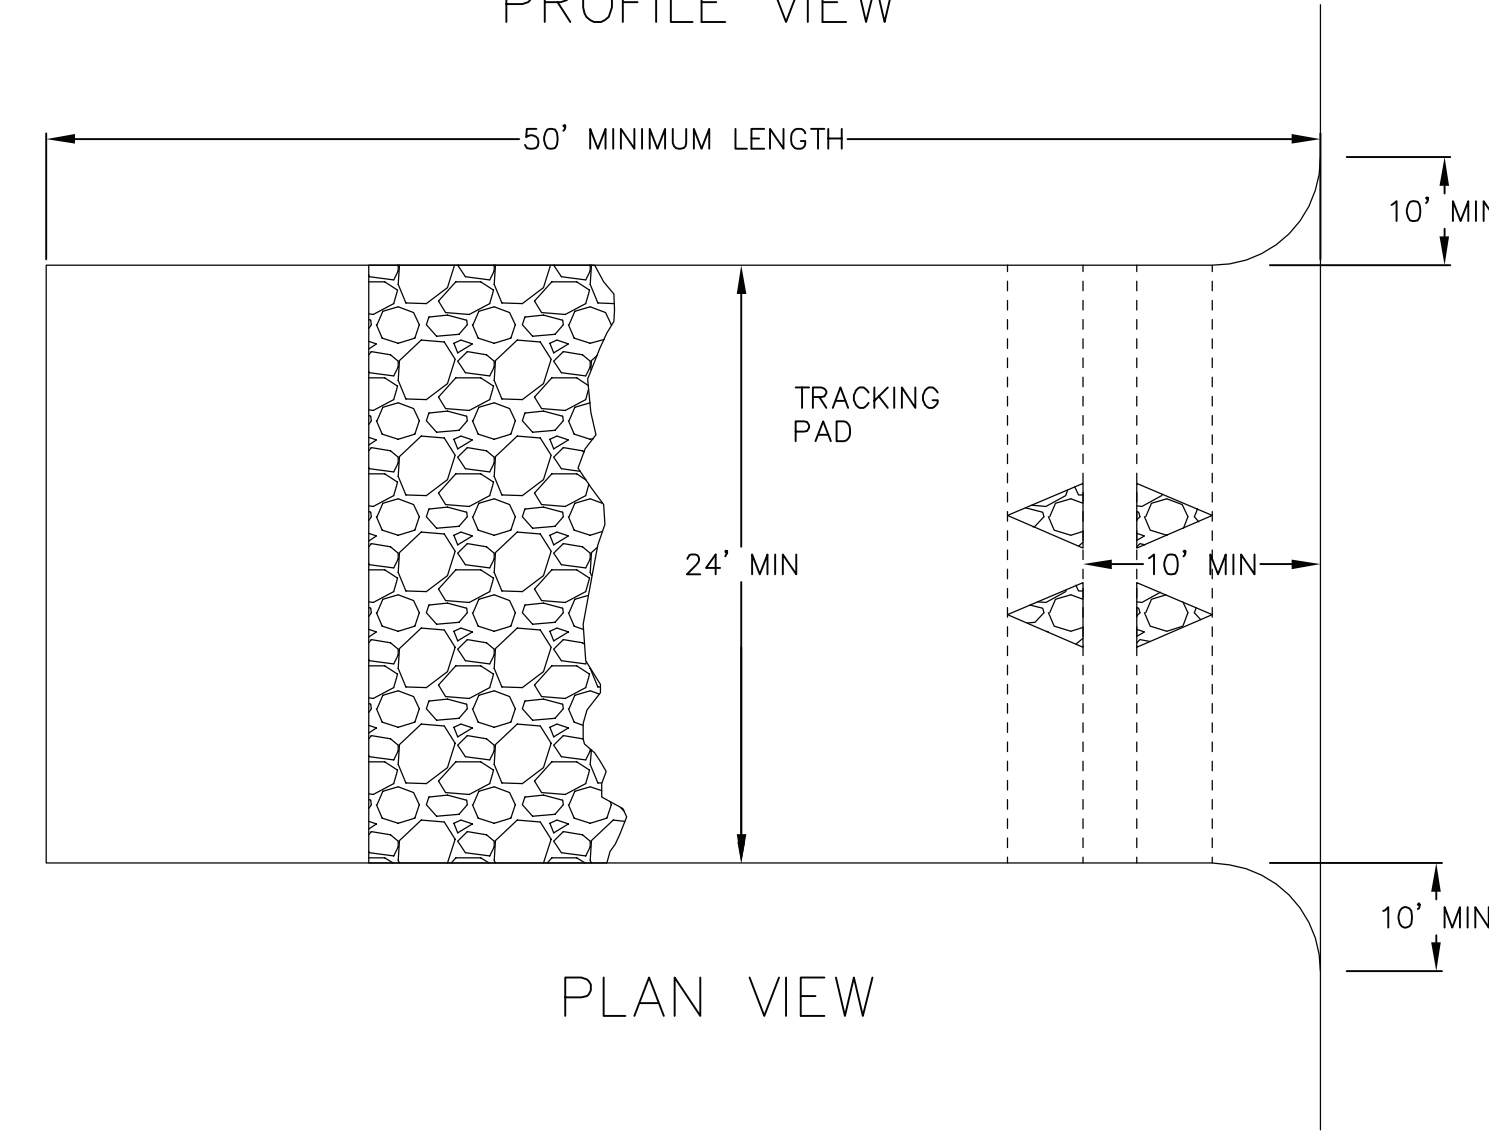 PROFILE VIEW
50' MINIMUM LENGTH
10' MIN
TRACKING
PAD
24' MIN
10' MIN
10' MIN
PLAN VIEW